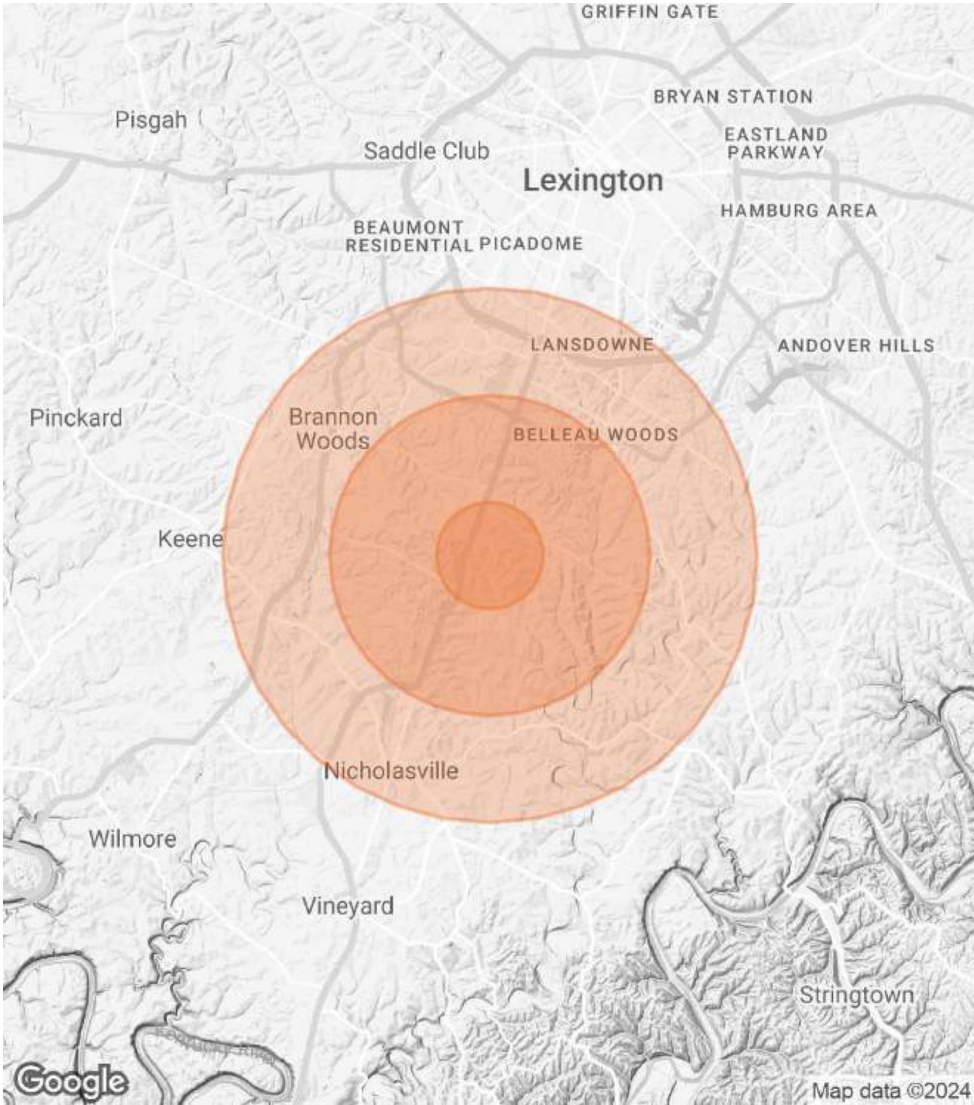 GRIFFIN GATE
BRYAN STATION
Pisgah
EASTLAND
PARKWAY
Saddle Club
Lexington
HAMBURG AREA
BEAUMONT
RESIDENTIAL
PICADOME
LANSDOWNE
ANDOVER HILLS
Pinckard
Brannon
Woods
BELLEAU WOODS
Keene
Nicholasville
Wilmore
Vineyard
Stringtown
Google
Map data ©2024